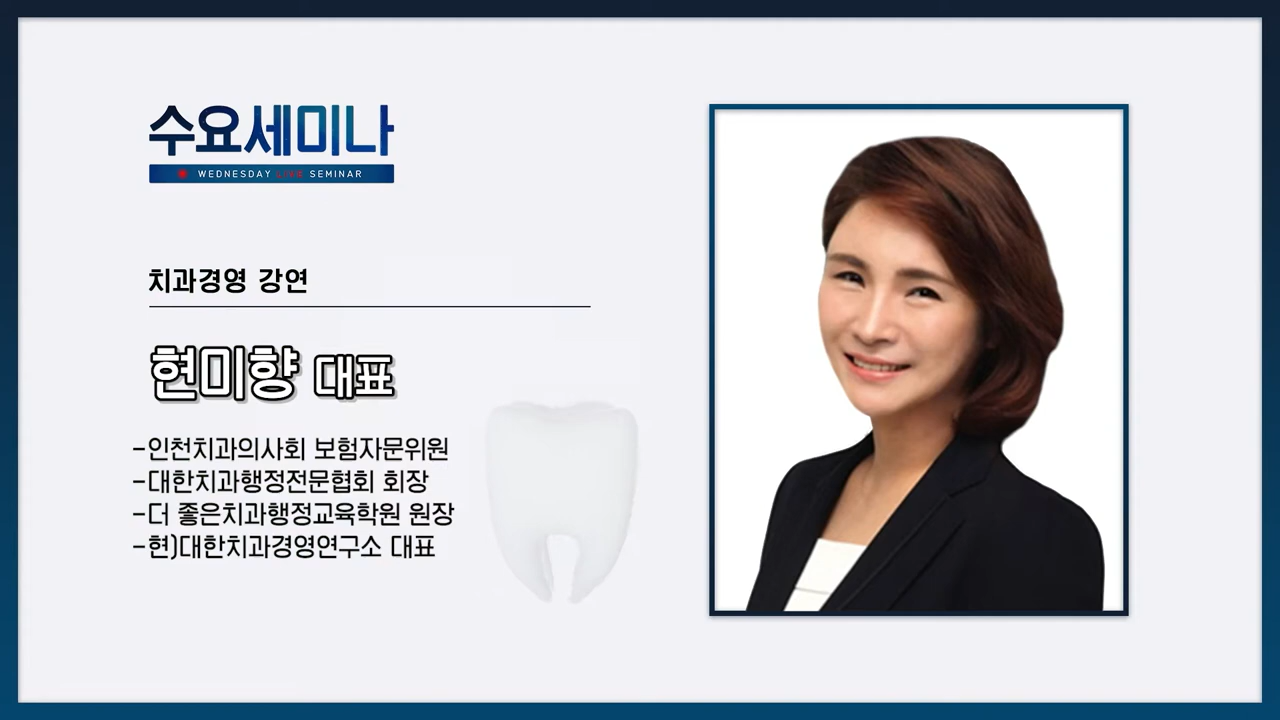 수요세미나
WEDNESDAY LIVE SEMINAR
치과경영 강연
현미향 대표
-인천치과의사회 보험자문위원
-대한치과행정전문협회 회장
-더 좋은치과행정교육학원 원장
-현)대한치과경영연구소 대표